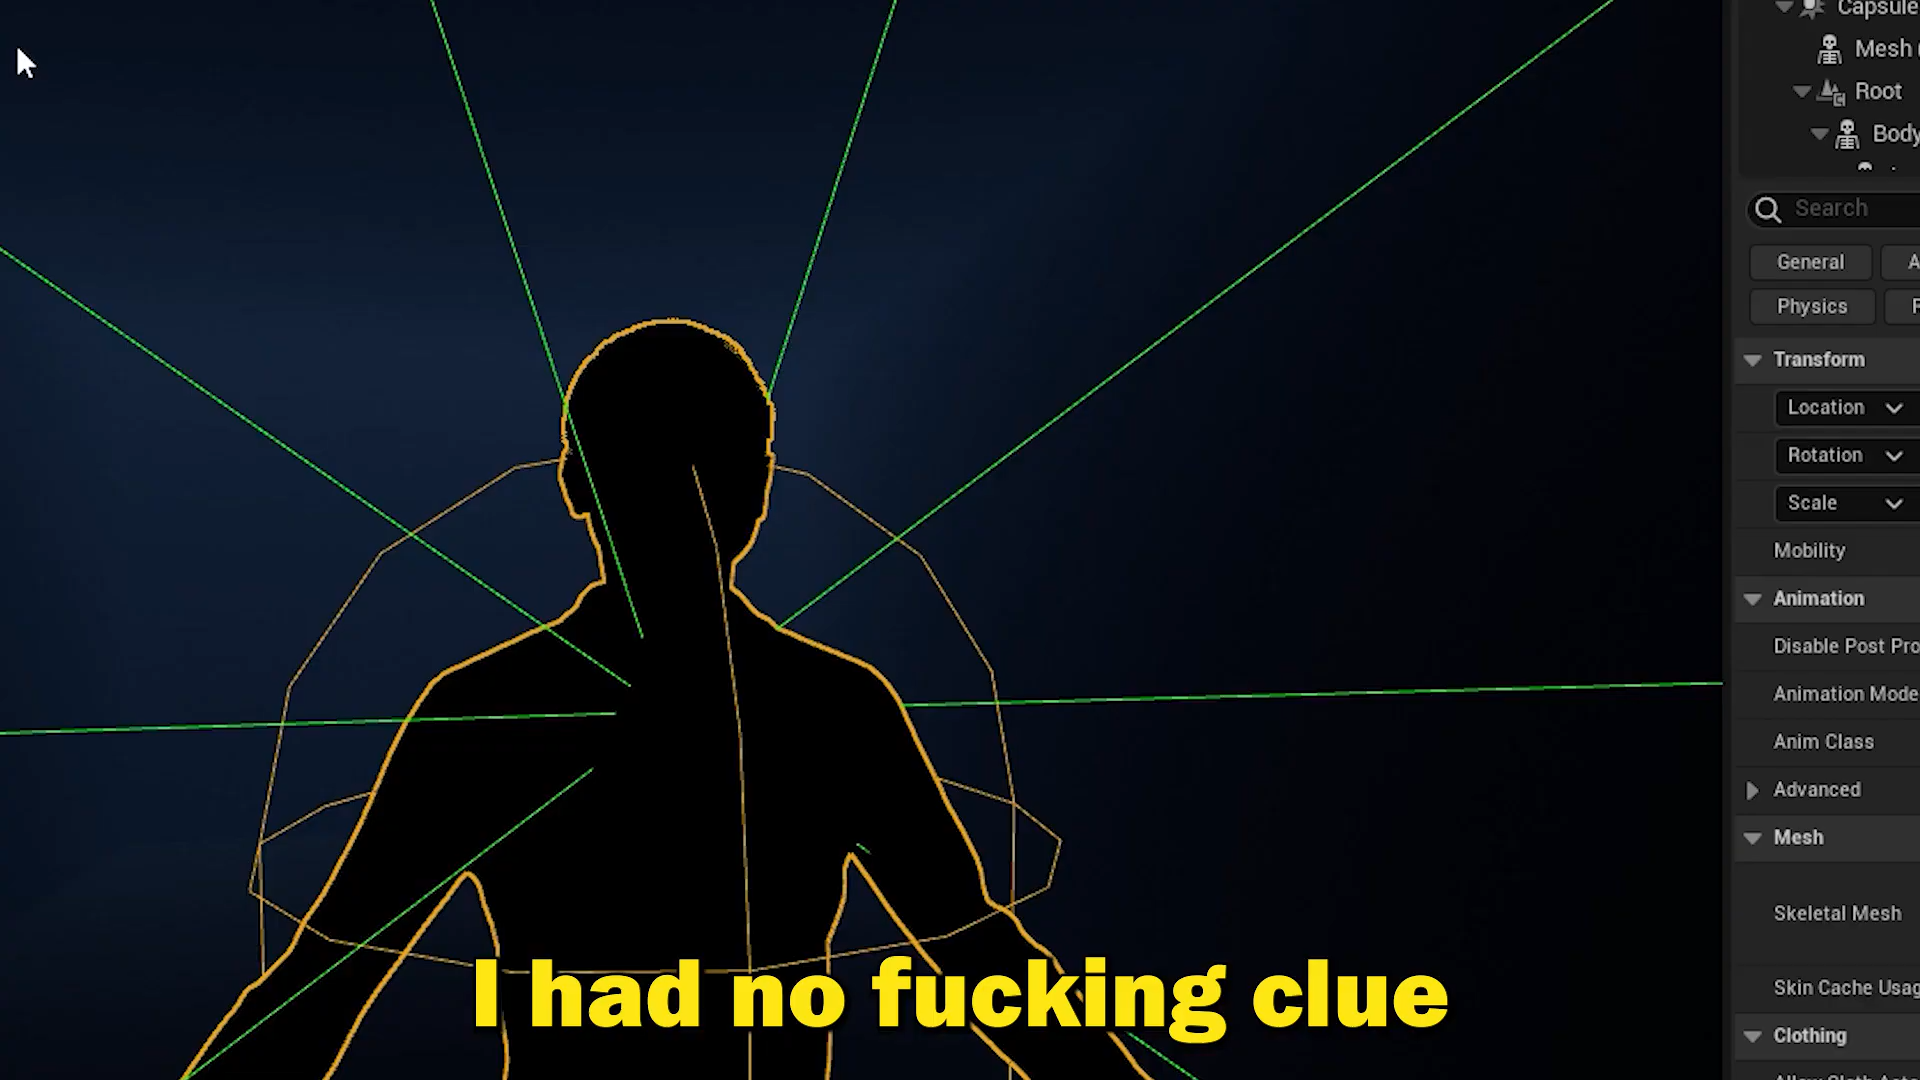 Capsule
Mesh
Root
Body
Search
General
Physics
Transform
Location
Rotation
Scale
Mobility
Animation
Disable Post Pro
Animation Mode
Anim Class
Advanced
Mesh
Skeletal Mesh
Skin Cache Usag
Clothing
I had no fucking clue